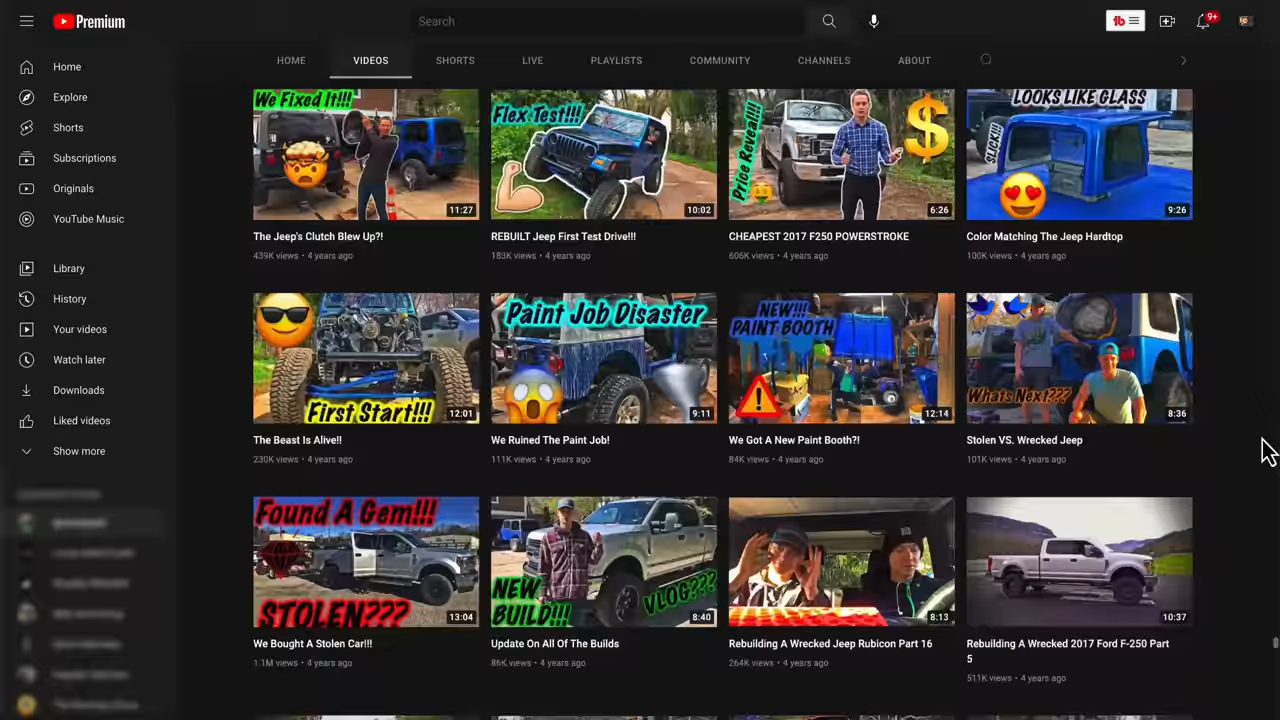 Premium
Search
9+
HOME
VIDEOS
SHORTS
LIVE
PLAYLISTS
COMMUNITY
CHANNELS
ABOUT
Home
Explore
Shorts
Subscriptions
Originals
YouTube Music
Library
History
Your videos
Watch later
Downloads
Liked videos
Show more
We Fixed It!!!
11:27
The Jeep's Clutch Blew Up?!
439K views • 4 years ago
Flex Test!!!
10:02
REBUILT Jeep First Test Drive!!!
183K views • 4 years ago
Price Reveal!!!
$
6:26
CHEAPEST 2017 F250 POWERSTROKE
606K views • 4 years ago
LOOKS LIKE GLASS
SLICK!!!
9:26
Color Matching The Jeep Hardtop
100K views • 4 years ago
First Start!!!
12:01
The Beast Is Alive!!
230K views • 4 years ago
Paint Job Disaster
9:11
We Ruined The Paint Job!
111K views • 4 years ago
NEW!!!
PAINT BOOTH
12:14
We Got A New Paint Booth?!
84K views • 4 years ago
Whats Next???
8:36
Stolen VS. Wrecked Jeep
101K views • 4 years ago
Found A Gem!!!
STOLEN???
13:04
We Bought A Stolen Car!!!
1.1M views • 4 years ago
NEW
BUILD!!!
VLOG???
8:40
Update On All Of The Builds
86K views • 4 years ago
8:13
Rebuilding A Wrecked Jeep Rubicon Part 16
264K views • 4 years ago
10:37
Rebuilding A Wrecked 2017 Ford F-250 Part
5
511K views • 4 years ago